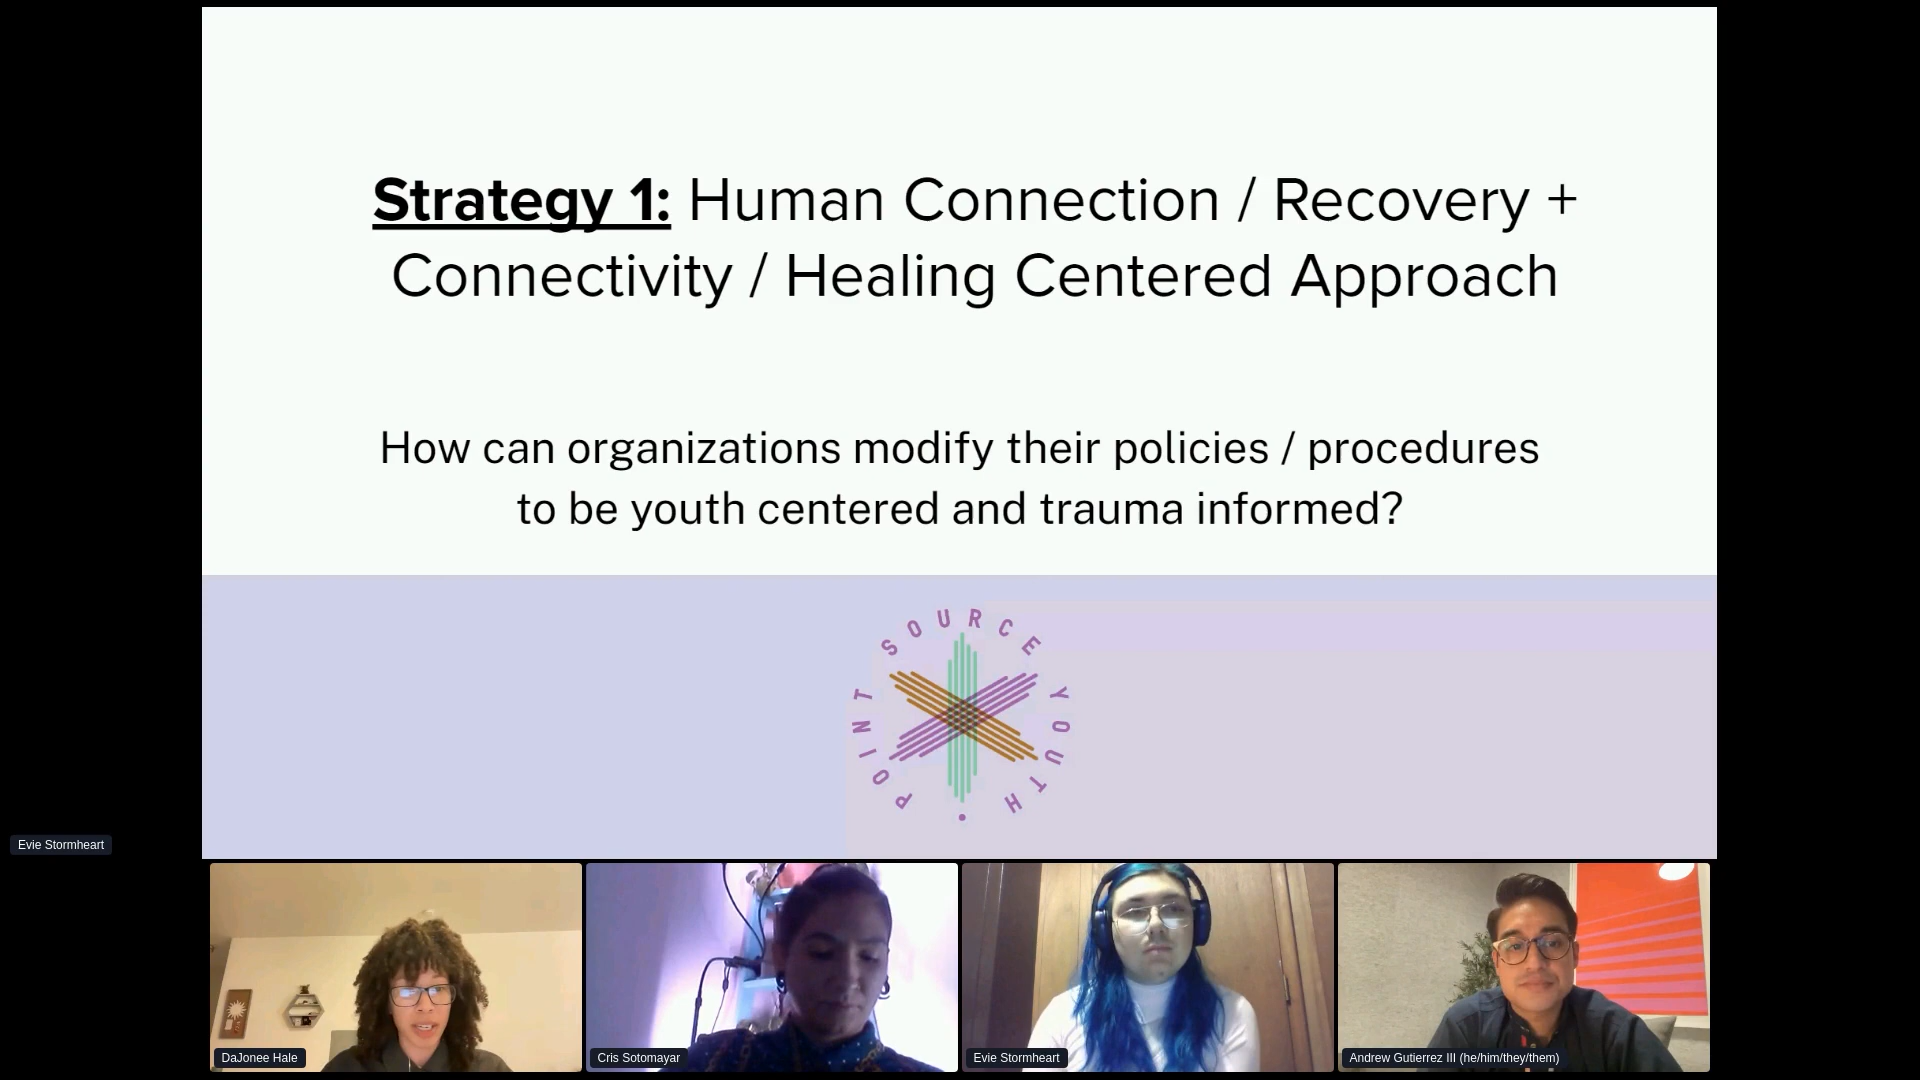 Strategy 1: Human Connection / Recovery +
Connectivity / Healing Centered Approach
How can organizations modify their policies / procedures
to be youth centered and trauma informed?
POINT SOURCE YOUTH
Evie Stormheart
DaJonee Hale
Cris Sotomayar
Evie Stormheart
Andrew Gutierrez III (he/him/they/them)